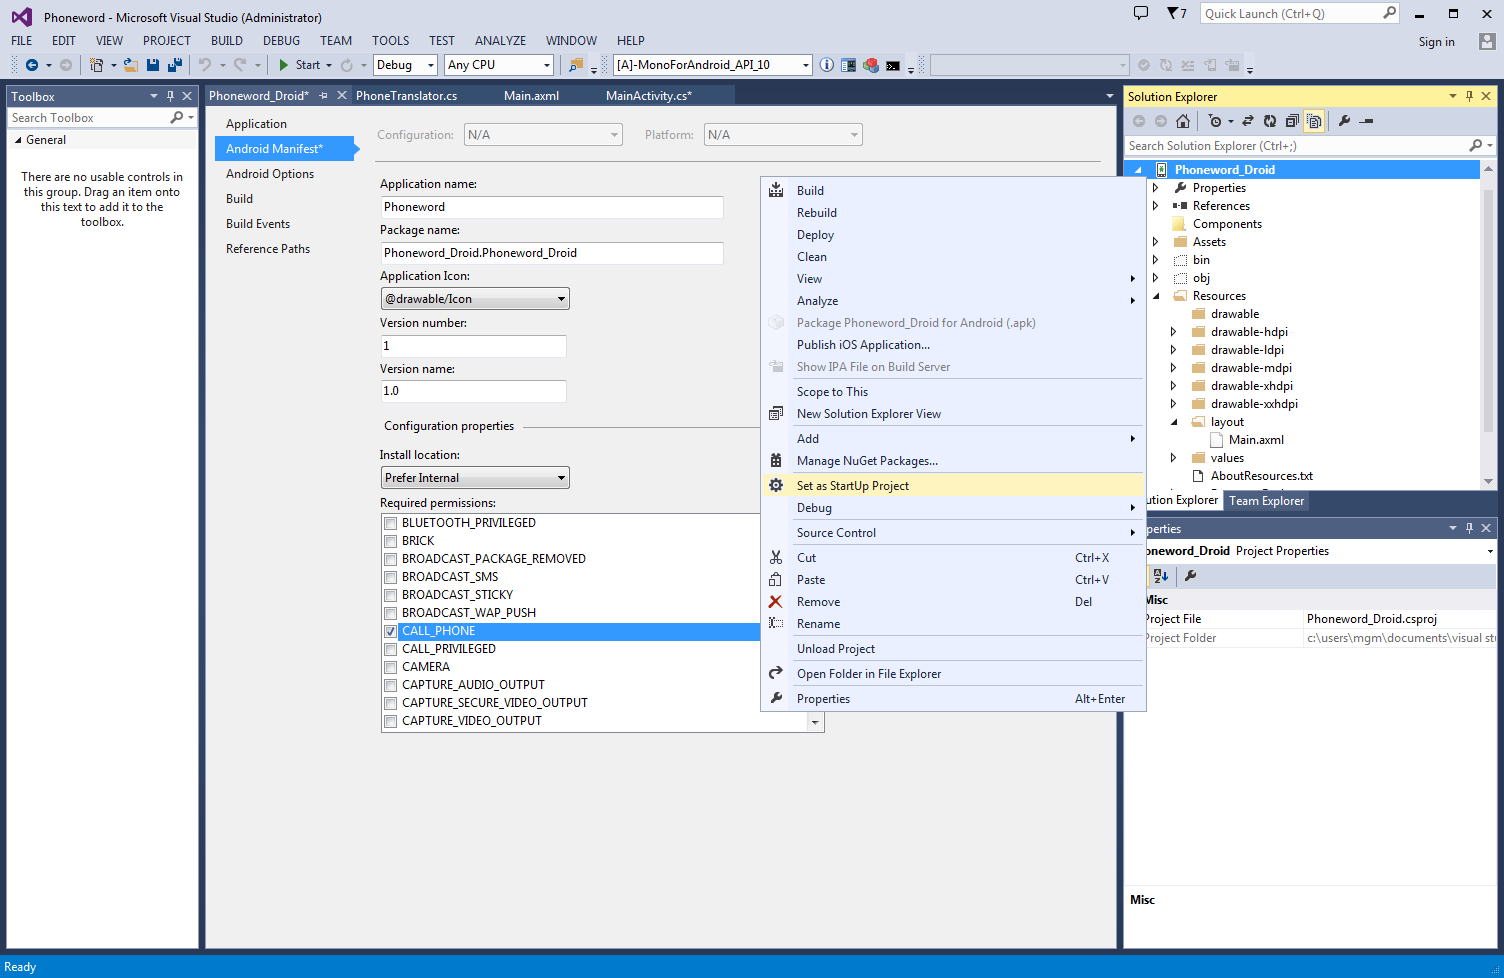 Phoneword - Microsoft Visual Studio (Administrator)
7
Quick Launch (Ctrl+Q)
FILE EDIT VIEW PROJECT BUILD DEBUG TEAM TOOLS TEST ANALYZE WINDOW HELP
Sign in
Start Debug Any CPU [A]-MonoForAndroid_API_10
Toolbox
Search Toolbox
General
There are no usable controls in
this group. Drag an item onto
this text to add it to the
toolbox.
Phoneword_Droid* PhoneTranslator.cs Main.axml MainActivity.cs*
Application
Android Manifest*
Android Options
Build
Build Events
Reference Paths
Configuration: N/A Platform: N/A
Application name:
Phoneword
Package name:
Phoneword_Droid.Phoneword_Droid
Application Icon:
@drawable/Icon
Version number:
1
Version name:
1.0
Configuration properties
Install location:
Prefer Internal
Required permissions:
BLUETOOTH_PRIVILEGED
BRICK
BROADCAST_PACKAGE_REMOVED
BROADCAST_SMS
BROADCAST_STICKY
BROADCAST_WAP_PUSH
CALL_PHONE
CALL_PRIVILEGED
CAMERA
CAPTURE_AUDIO_OUTPUT
CAPTURE_SECURE_VIDEO_OUTPUT
CAPTURE_VIDEO_OUTPUT
Build
Rebuild
Deploy
Clean
View
Analyze
Package Phoneword_Droid for Android (.apk)
Publish iOS Application...
Show IPA File on Build Server
Scope to This
New Solution Explorer View
Add
Manage NuGet Packages...
Set as StartUp Project
Debug
Source Control
Cut Ctrl+X
Paste Ctrl+V
Remove Del
Rename
Unload Project
Open Folder in File Explorer
Properties Alt+Enter
Solution Explorer
Search Solution Explorer (Ctrl+;)
Phoneword_Droid
Properties
References
Components
Assets
bin
obj
Resources
drawable
drawable-hdpi
drawable-ldpi
drawable-mdpi
drawable-xhdpi
drawable-xxhdpi
layout
Main.axml
values
AboutResources.txt
ution Explorer Team Explorer
perties
oneword_Droid Project Properties
Misc
Project File Phoneword_Droid.csproj
Project Folder c:\users\mgm\documents\visual stu
Misc
Ready